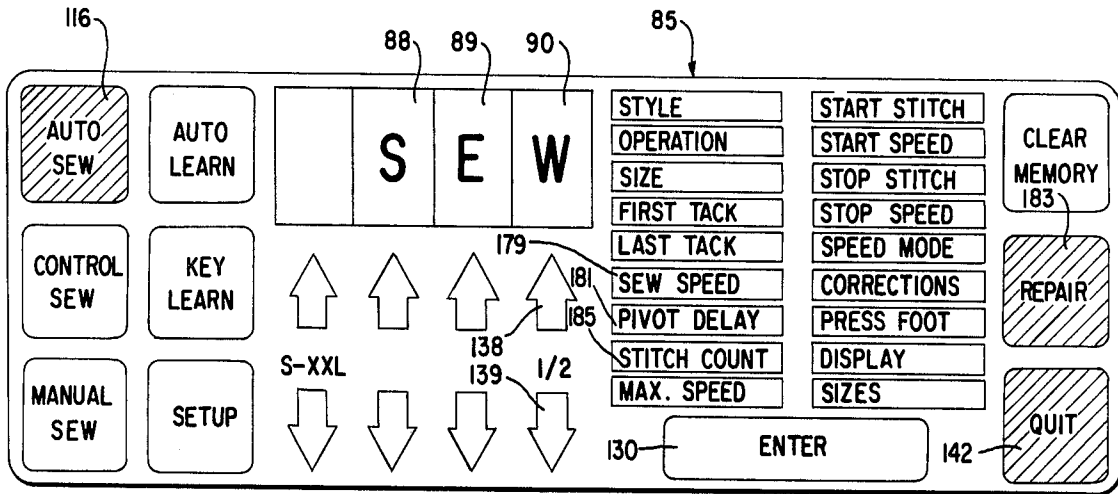 116
88
89
90
85
AUTO
SEW
AUTO
LEARN
S E W
STYLE
OPERATION
SIZE
FIRST TACK
LAST TACK
SEW SPEED
PIVOT DELAY
STITCH COUNT
MAX. SPEED
START STITCH
START SPEED
STOP STITCH
STOP SPEED
SPEED MODE
CORRECTIONS
PRESS FOOT
DISPLAY
SIZES
CLEAR
MEMORY
183
CONTROL
SEW
KEY
LEARN
179
181
185
138
139
REPAIR
MANUAL
SEW
SETUP
S-XXL
1/2
130
ENTER
142
QUIT